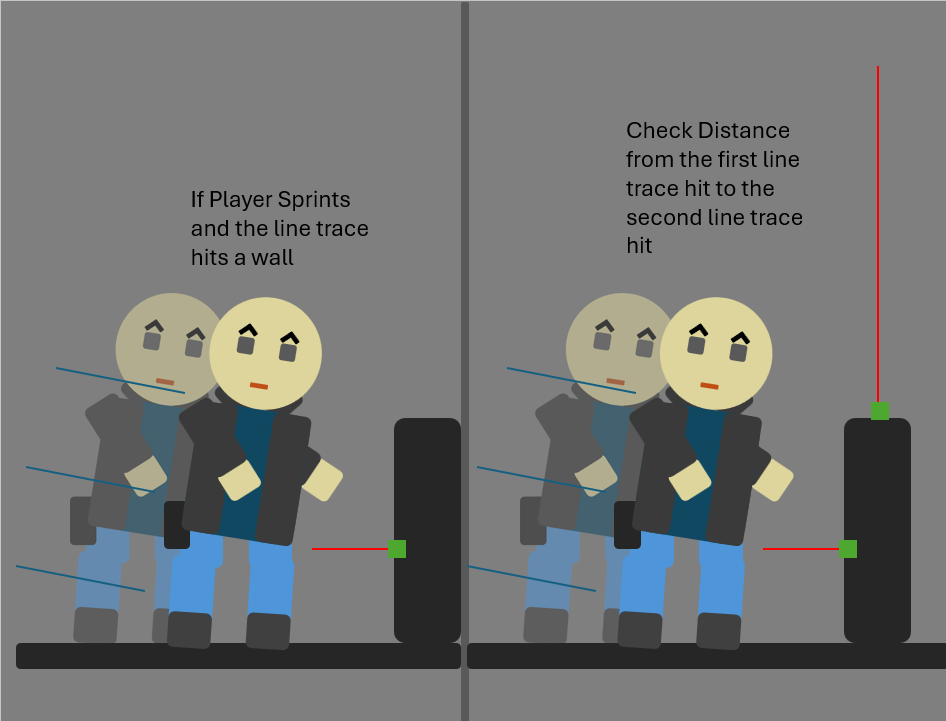 If Player Sprints
and the line trace
hits a wall
Check Distance
from the first line
trace hit to the
second line trace
hit